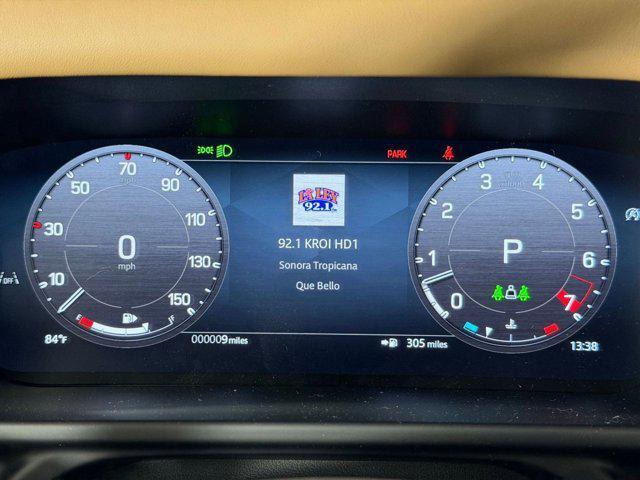 PARK
70
mph
50
90
30
110
0
mph
10
130
150
E
F
OFF
84°F
LA LEY
92.1
92.1 KROI HD1
Sonora Tropicana
Que Bello
000009 miles
305 miles
3
4
2
5
1
P
6
0
7
13:38